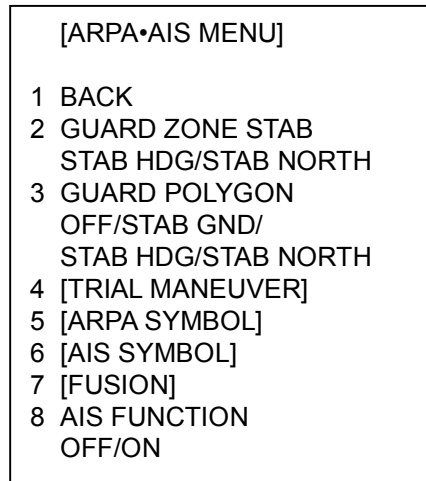 [ARPA•AIS MENU]
1 BACK
2 GUARD ZONE STAB
STAB HDG/STAB NORTH
3 GUARD POLYGON
OFF/STAB GND/
STAB HDG/STAB NORTH
4 [TRIAL MANEUVER]
5 [ARPA SYMBOL]
6 [AIS SYMBOL]
7 [FUSION]
8 AIS FUNCTION
OFF/ON